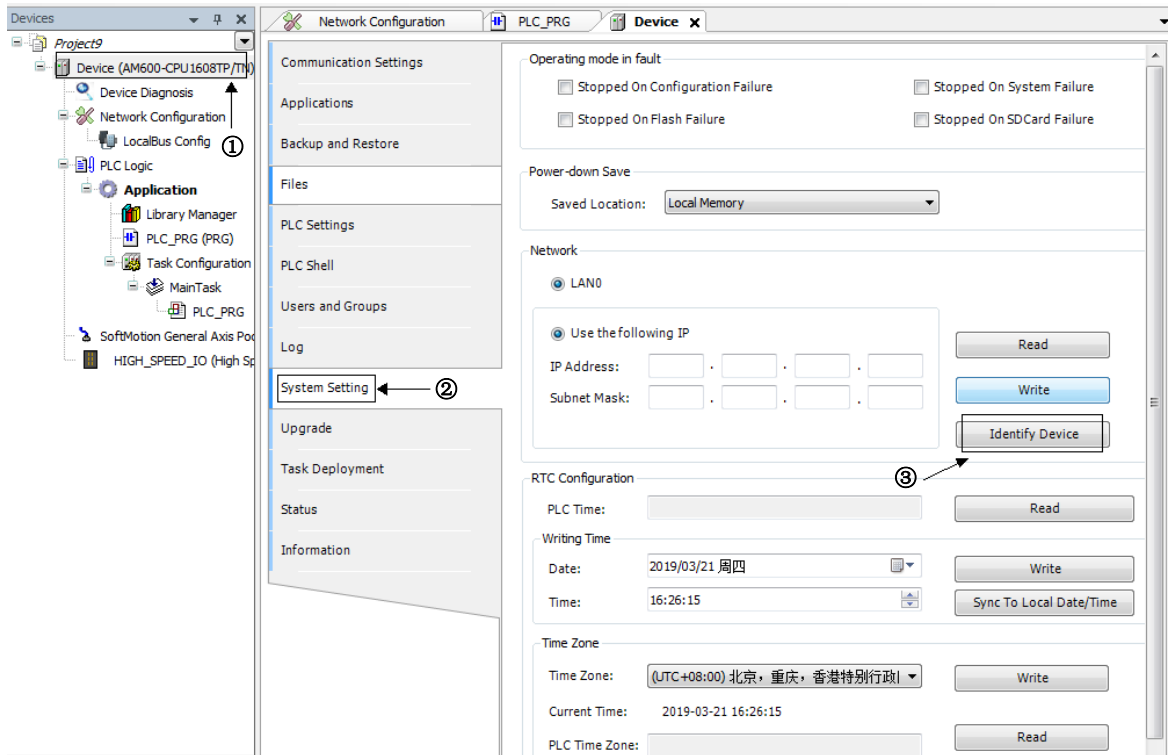 Devices
Project9
Device (AM600-CPU1608TP/TN)
Device Diagnosis
Network Configuration
LocalBus Config
①
PLC Logic
Application
Library Manager
PLC_PRG (PRG)
Task Configuration
MainTask
PLC_PRG
SoftMotion General Axis Poo
HIGH_SPEED_IO (High Sp
Network Configuration
PLC_PRG
Device
Communication Settings
Applications
Backup and Restore
Files
PLC Settings
PLC Shell
Users and Groups
Log
System Setting
②
Upgrade
Task Deployment
Status
Information
Operating mode in fault
Stopped On Configuration Failure
Stopped On System Failure
Stopped On Flash Failure
Stopped On SDCard Failure
Power-down Save
Saved Location: Local Memory
Network
LAN0
Use the following IP
IP Address: . . .
Subnet Mask: . . .
Read
Write
Identify Device
③
RTC Configuration
PLC Time: Read
Writing Time
Date: 2019/03/21 周四 Write
Time: 16:26:15 Sync To Local Date/Time
Time Zone
Time Zone: (UTC+08:00) 北京，重庆，香港特别行政 Write
Current Time: 2019-03-21 16:26:15
PLC Time Zone: Read